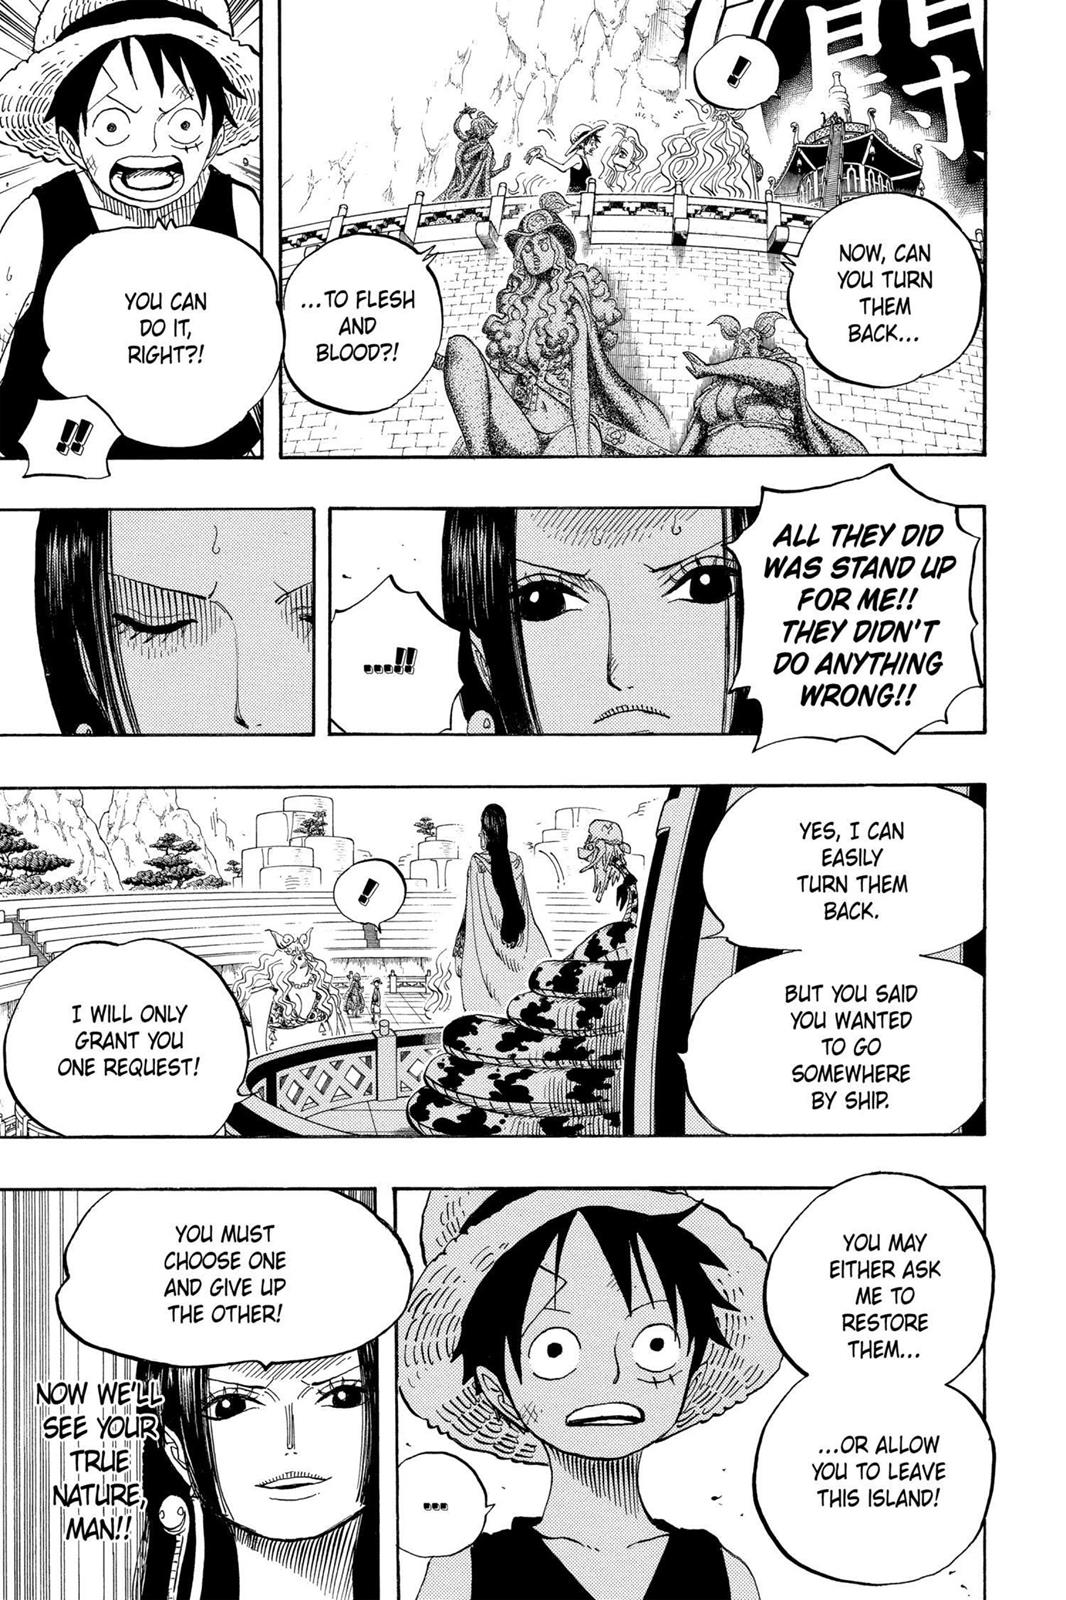 !!
NOW, CAN
YOU TURN
THEM
BACK...
...TO FLESH
AND
BLOOD?!
YOU CAN
DO IT,
RIGHT?!
!!
ALL THEY DID
WAS STAND UP
FOR ME!!
THEY DIDN'T
DO ANYTHING
WRONG!!
...!!
YES, I CAN
EASILY
TURN THEM
BACK.
BUT YOU SAID
YOU WANTED
TO GO
SOMEWHERE
BY SHIP.
!
I WILL ONLY
GRANT YOU
ONE REQUEST!
YOU MAY
EITHER ASK
ME TO
RESTORE
THEM...
...OR ALLOW
YOU TO LEAVE
THIS ISLAND!
...
YOU MUST
CHOOSE ONE
AND GIVE UP
THE OTHER!
NOW WE'LL
SEE YOUR
TRUE
NATURE,
MAN!!